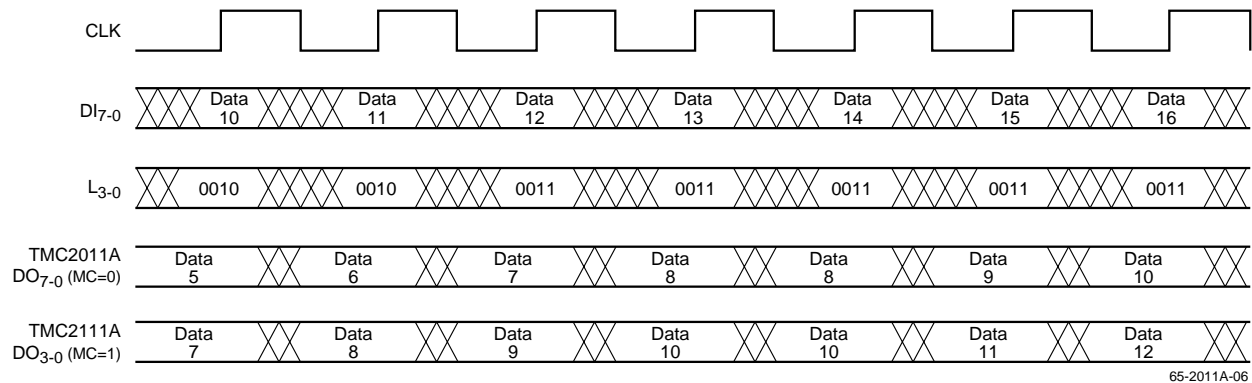 CLK
DI7-0
Data Data Data Data Data Data Data
10 11 12 13 14 15 16
L3-0
0010 0010 0011 0011 0011 0011 0011
TMC2011A
DO7-0 (MC=0)
Data Data Data Data Data Data Data
5 6 7 8 8 9 10
TMC2111A
DO3-0 (MC=1)
Data Data Data Data Data Data Data
7 8 9 10 10 11 12
65-2011A-06